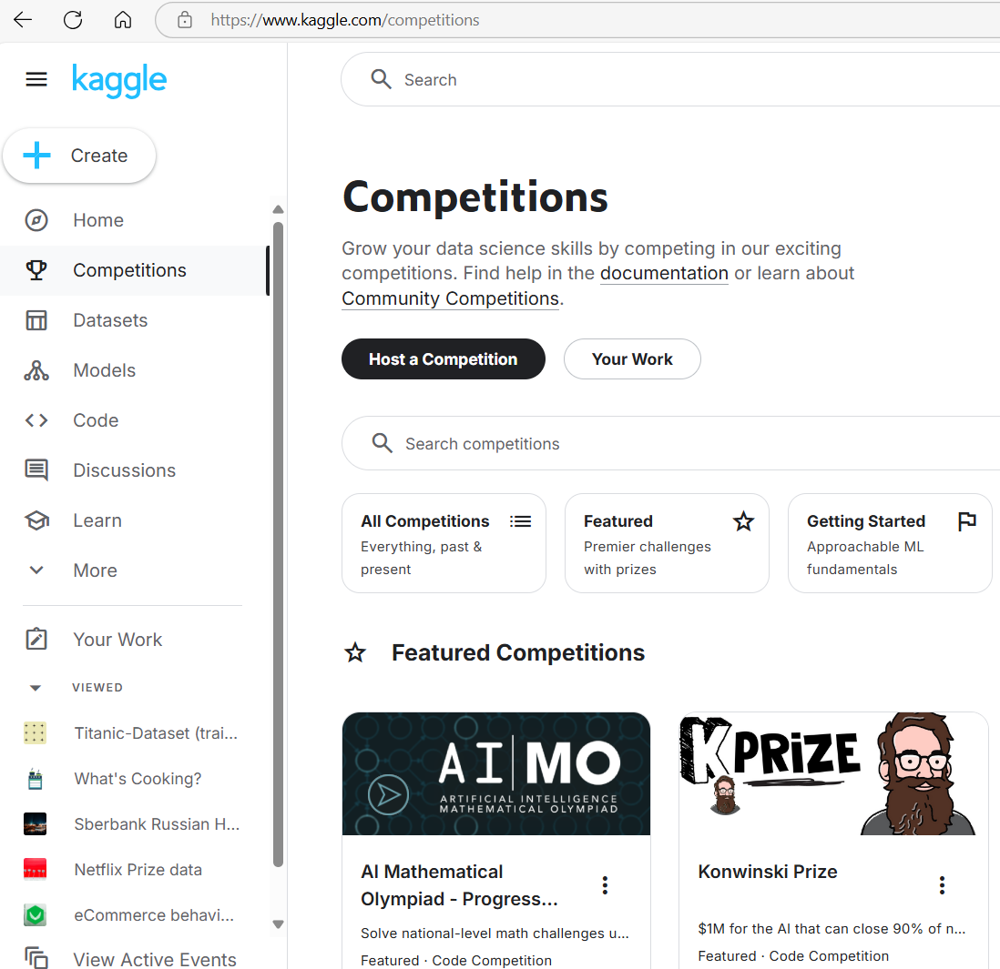 https://www.kaggle.com/competitions
kaggle
Search
Create
Home
Competitions
Datasets
Models
Code
Discussions
Learn
More
Your Work
VIEWED
Titanic-Dataset (trai...
What's Cooking?
Sberbank Russian H...
Netflix Prize data
eCommerce behavi...
View Active Events
Competitions
Grow your data science skills by competing in our exciting
competitions. Find help in the documentation or learn about
Community Competitions.
Host a Competition
Your Work
Search competitions
All Competitions
Everything, past &
present
Featured
Premier challenges
with prizes
Getting Started
Approachable ML
fundamentals
Featured Competitions
AI|MO
ARTIFICIAL INTELLIGENCE
MATHEMATICAL OLYMPIAD
AI Mathematical
Olympiad - Progress...
Solve national-level math challenges u...
Featured · Code Competition
K PRIZE
Konwinski Prize
$1M for the AI that can close 90% of n...
Featured · Code Competition